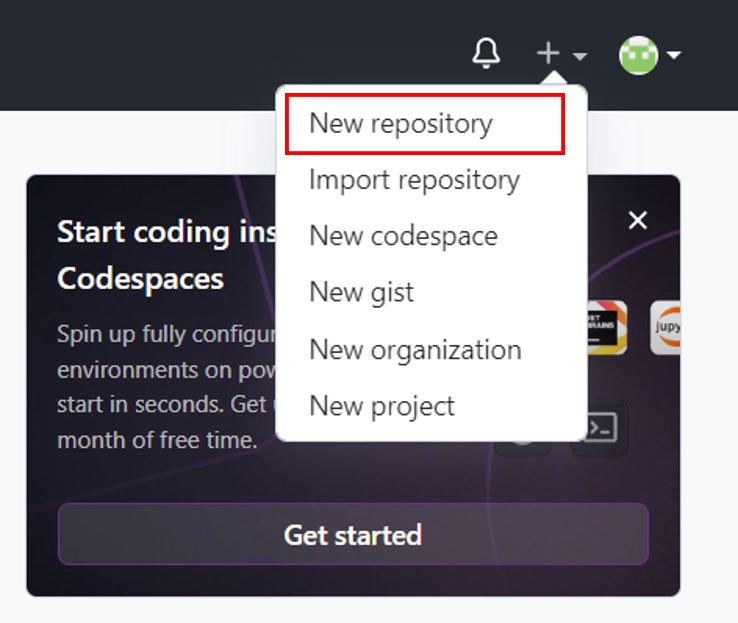 New repository
Import repository
New codespace
New gist
New organization
New project
Start coding ins
Codespaces
Spin up fully configu
environments on pow
start in seconds. Get
month of free time.
BRAINS
jupy
Get started